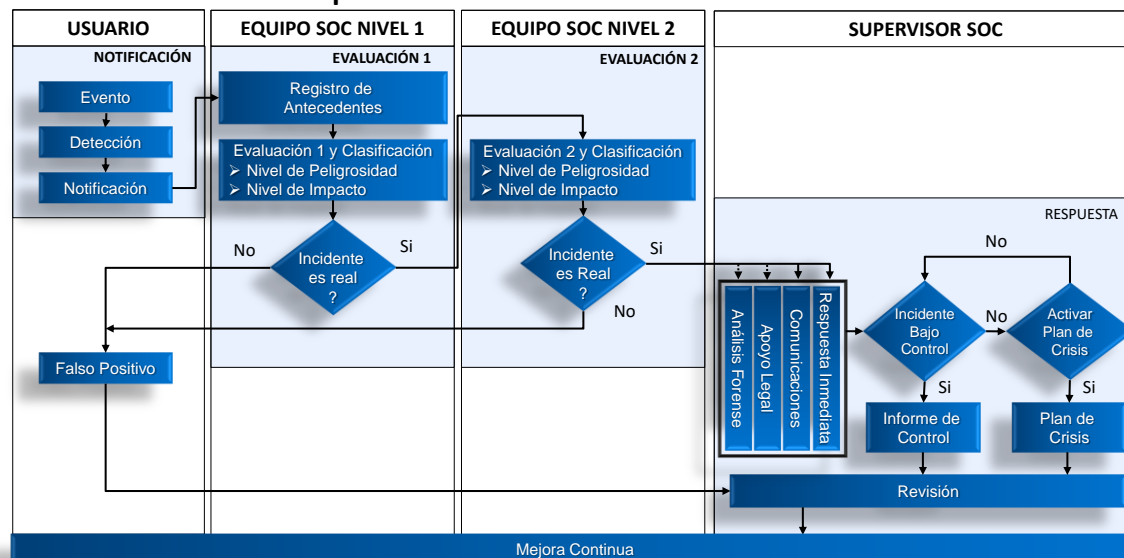 USUARIO
EQUIPO SOC NIVEL 1
EQUIPO SOC NIVEL 2
SUPERVISOR SOC
NOTIFICACIÓN
Evento
Detección
Notificación
Falso Positivo
EVALUACIÓN 1
Registro de
Antecedentes
Evaluación 1 y Clasificación
➢ Nivel de Peligrosidad
➢ Nivel de Impacto
No
Si
Incidente
es real
?
EVALUACIÓN 2
Evaluación 2 y Clasificación
➢ Nivel de Peligrosidad
➢ Nivel de Impacto
Si
Incidente
es Real
?
No
RESPUESTA
Análisis Forense
Apoyo Legal
Comunicaciones
Respuesta Inmediata
No
Incidente
Bajo
Control
No
Activar
Plan de
Crisis
Si
Si
Informe de
Control
Plan de
Crisis
Revisión
Mejora Continua